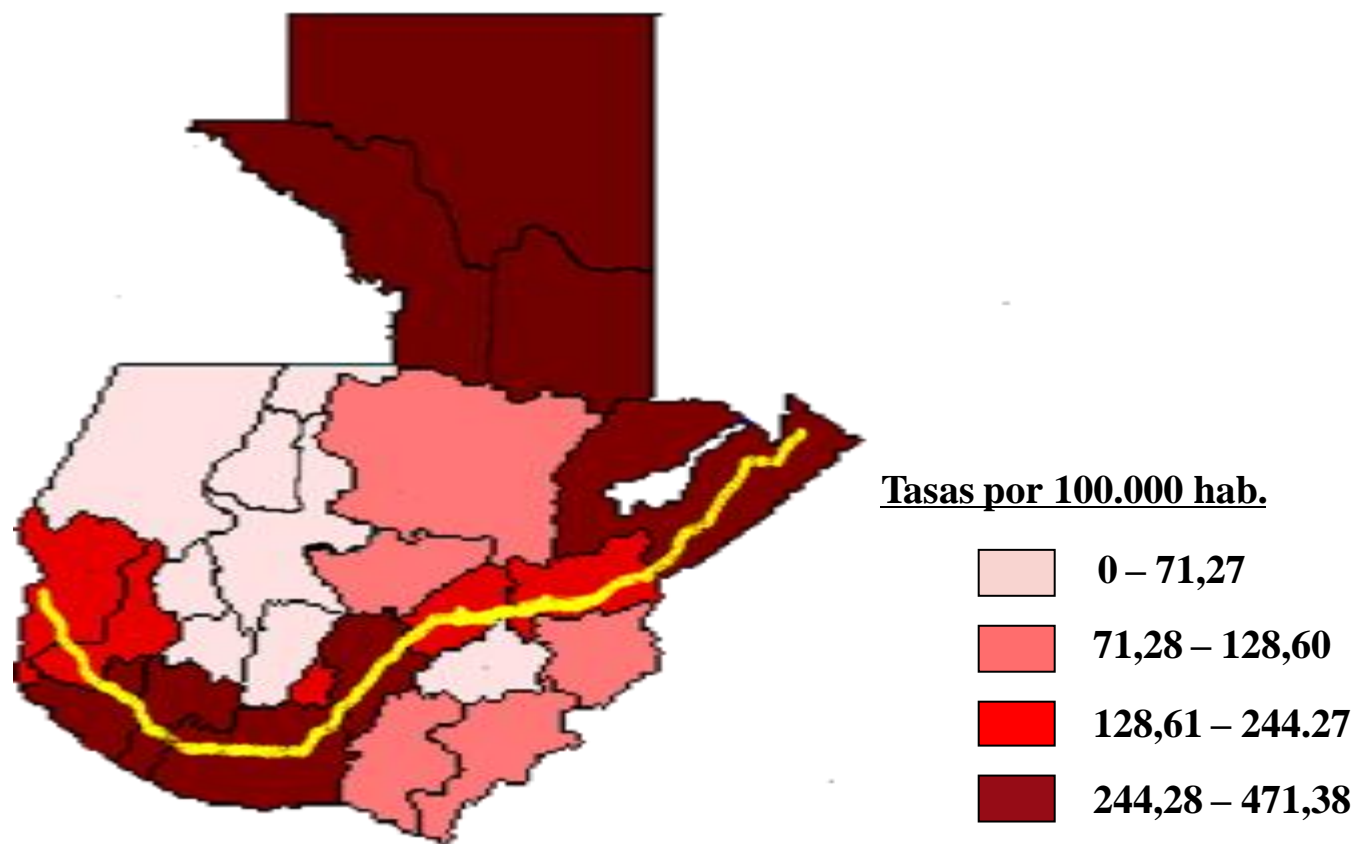 Tasas por 100.000 hab.
0 – 71,27
71,28 – 128,60
128,61 – 244.27
244,28 – 471,38